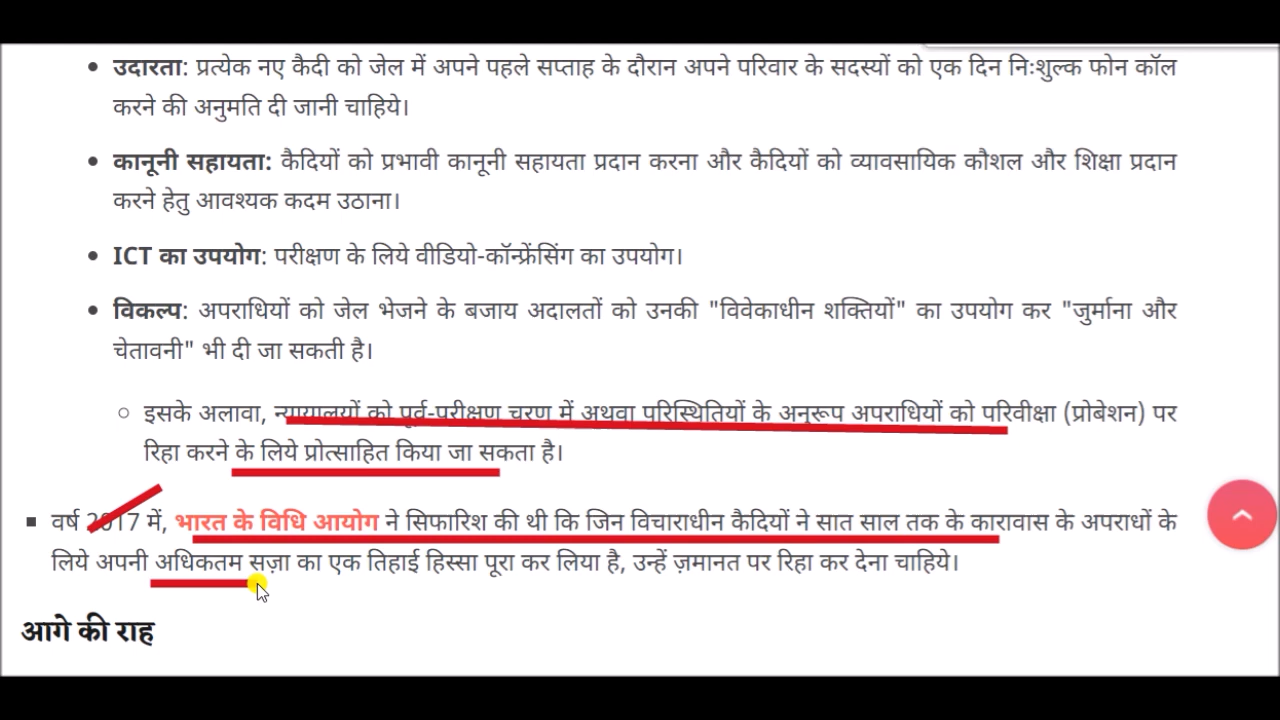 उदारता: प्रत्येक नए कैदी को जेल में अपने पहले सप्ताह के दौरान अपने परिवार के सदस्यों को एक दिन निःशुल्क फोन कॉल
करने की अनुमति दी जानी चाहिये।
कानूनी सहायता: कैदियों को प्रभावी कानूनी सहायता प्रदान करना और कैदियों को व्यावसायिक कौशल और शिक्षा प्रदान
करने हेतु आवश्यक कदम उठाना।
ICT का उपयोग: परीक्षण के लिये वीडियो-कॉन्फ्रेंसिंग का उपयोग।
विकल्प: अपराधियों को जेल भेजने के बजाय अदालतों को उनकी "विवेकाधीन शक्तियों" का उपयोग कर "जुर्माना और
चेतावनी" भी दी जा सकती है।
इसके अलावा, न्यायालयों को पूर्व-परीक्षण चरण में अथवा परिस्थितियों के अनुरूप अपराधियों को परिवीक्षा (प्रोबेशन) पर
रिहा करने के लिये प्रोत्साहित किया जा सकता है।
वर्ष 2017 में, भारत के विधि आयोग ने सिफारिश की थी कि जिन विचाराधीन कैदियों ने सात साल तक के कारावास के अपराधों के
लिये अपनी अधिकतम सज़ा का एक तिहाई हिस्सा पूरा कर लिया है, उन्हें ज़मानत पर रिहा कर देना चाहिये।
आगे की राह